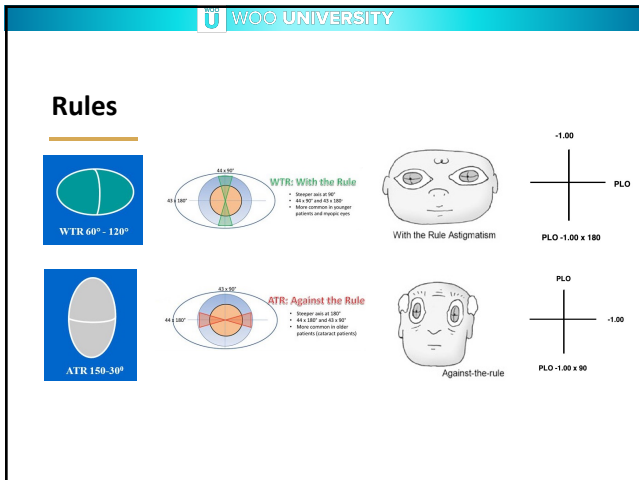 WOO
U WOO UNIVERSITY
Rules
WTR 60° - 120°
44 x 90°
43 x 180°
WTR: With the Rule
• Steeper axis at 90°
• 44 x 90° and 43 x 180°
• More common in younger
patients and myopic eyes
With the Rule Astigmatism
-1.00
PLO
PLO -1.00 x 180
ATR 150-30⁰
43 x 90°
44 x 180°
ATR: Against the Rule
• Steeper axis at 180°
• 44 x 180° and 43 x 90°
• More common in older
patients (cataract patients)
Against-the-rule
PLO
-1.00
PLO -1.00 x 90